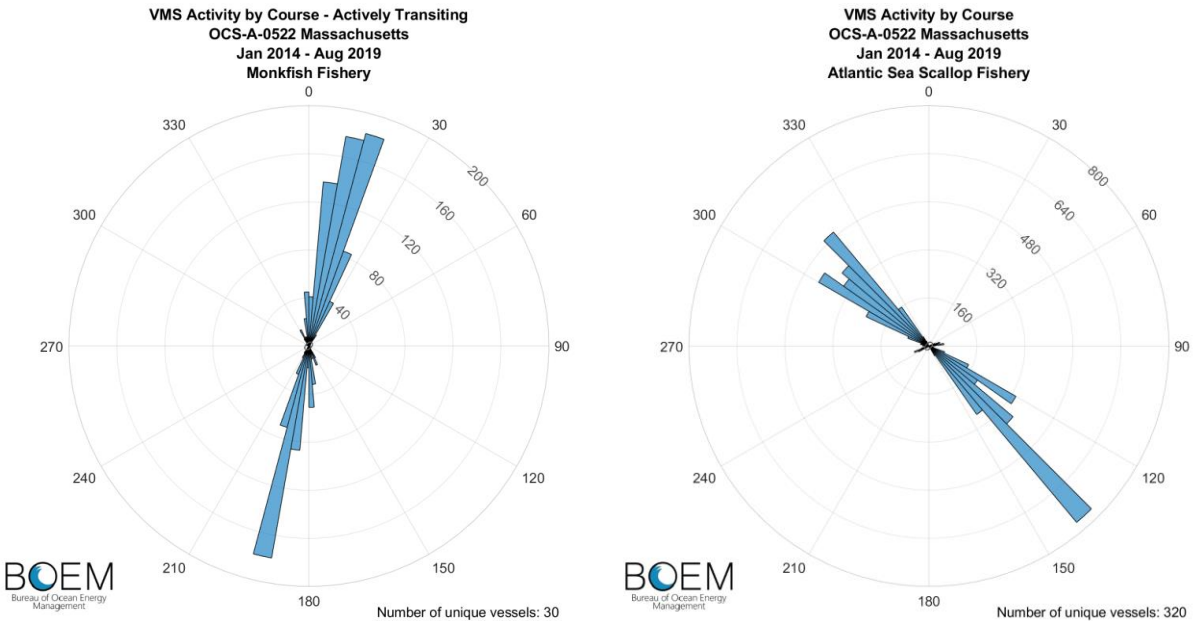 VMS Activity by Course - Actively Transiting
OCS-A-0522 Massachusetts
Jan 2014 - Aug 2019
Monkfish Fishery
0
30
60
90
120
150
180
210
240
270
300
330
40
80
120
160
200
BOEM
Bureau of Ocean Energy
Management
Number of unique vessels: 30
VMS Activity by Course
OCS-A-0522 Massachusetts
Jan 2014 - Aug 2019
Atlantic Sea Scallop Fishery
0
30
60
90
120
150
180
210
240
270
300
330
160
320
480
640
800
BOEM
Bureau of Ocean Energy
Management
Number of unique vessels: 320